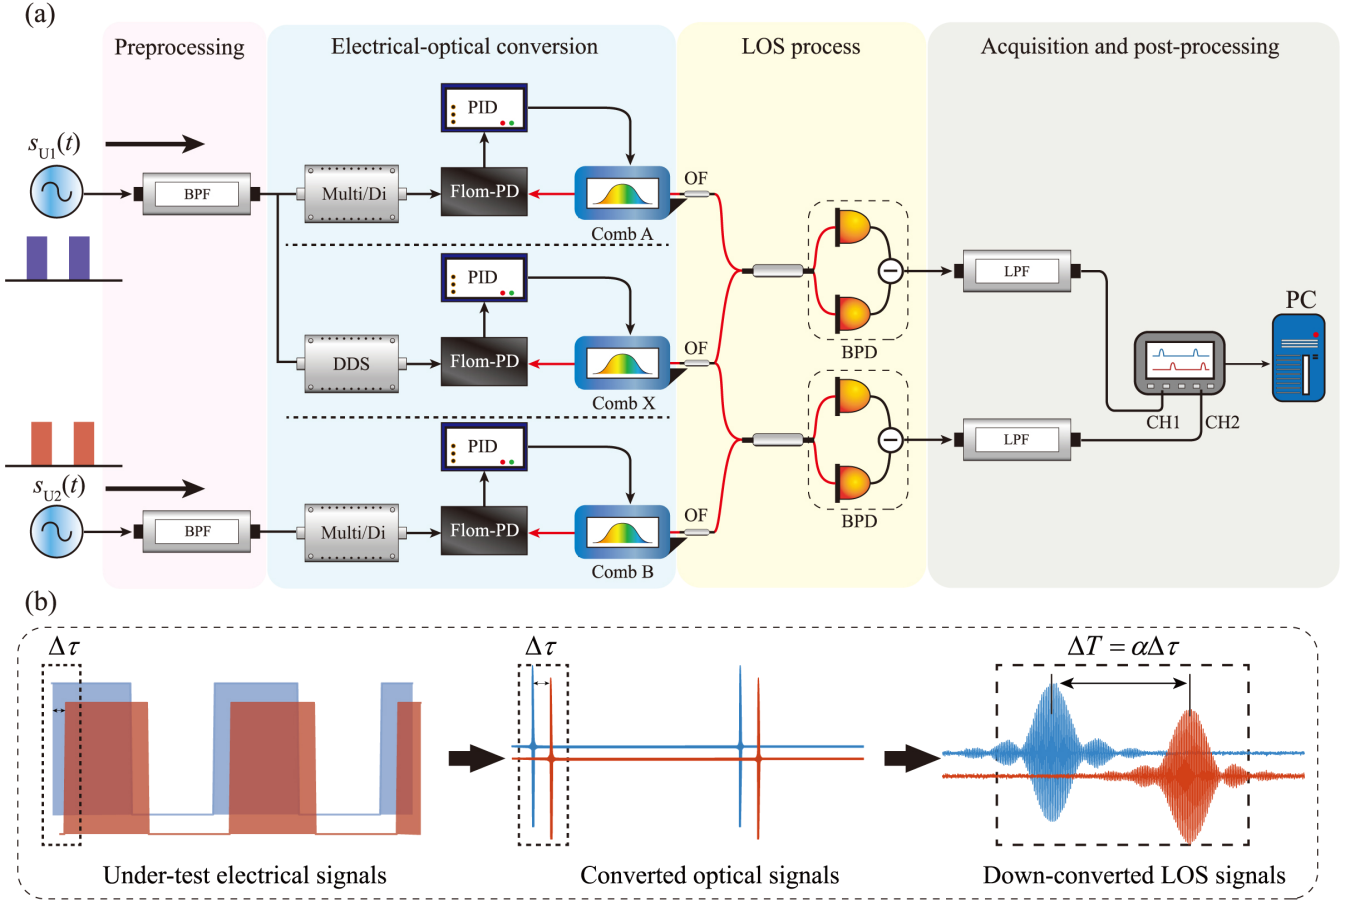 (a)
Preprocessing
Electrical-optical conversion
LOS process
Acquisition and post-processing
s_U1(t)
BPF
Multi/Di
Flom-PD
PID
Comb A
OF
BPD
LPF
DDS
Flom-PD
PID
Comb X
OF
CH1
CH2
PC
s_U2(t)
BPF
Multi/Di
Flom-PD
PID
Comb B
OF
BPD
LPF
(b)
Δτ
Δτ
ΔT = αΔτ
Under-test electrical signals
Converted optical signals
Down-converted LOS signals